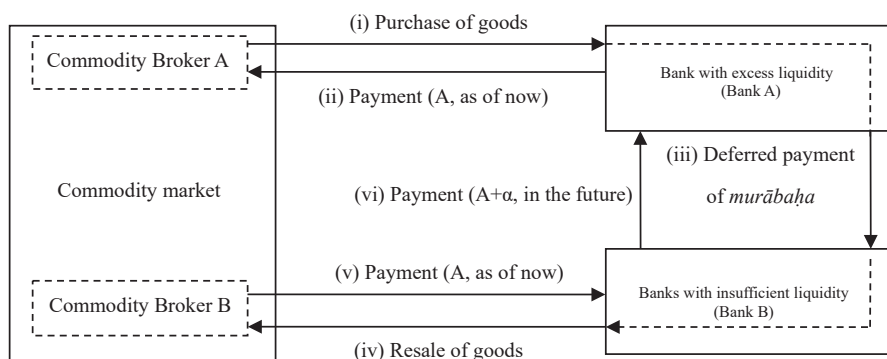 (i) Purchase of goods
Commodity Broker A
Bank with excess liquidity
(Bank A)
(ii) Payment (A, as of now)
(iii) Deferred payment
of murābaḥa
Commodity market
(vi) Payment (A+α, in the future)
(v) Payment (A, as of now)
Commodity Broker B
Banks with insufficient liquidity
(Bank B)
(iv) Resale of goods